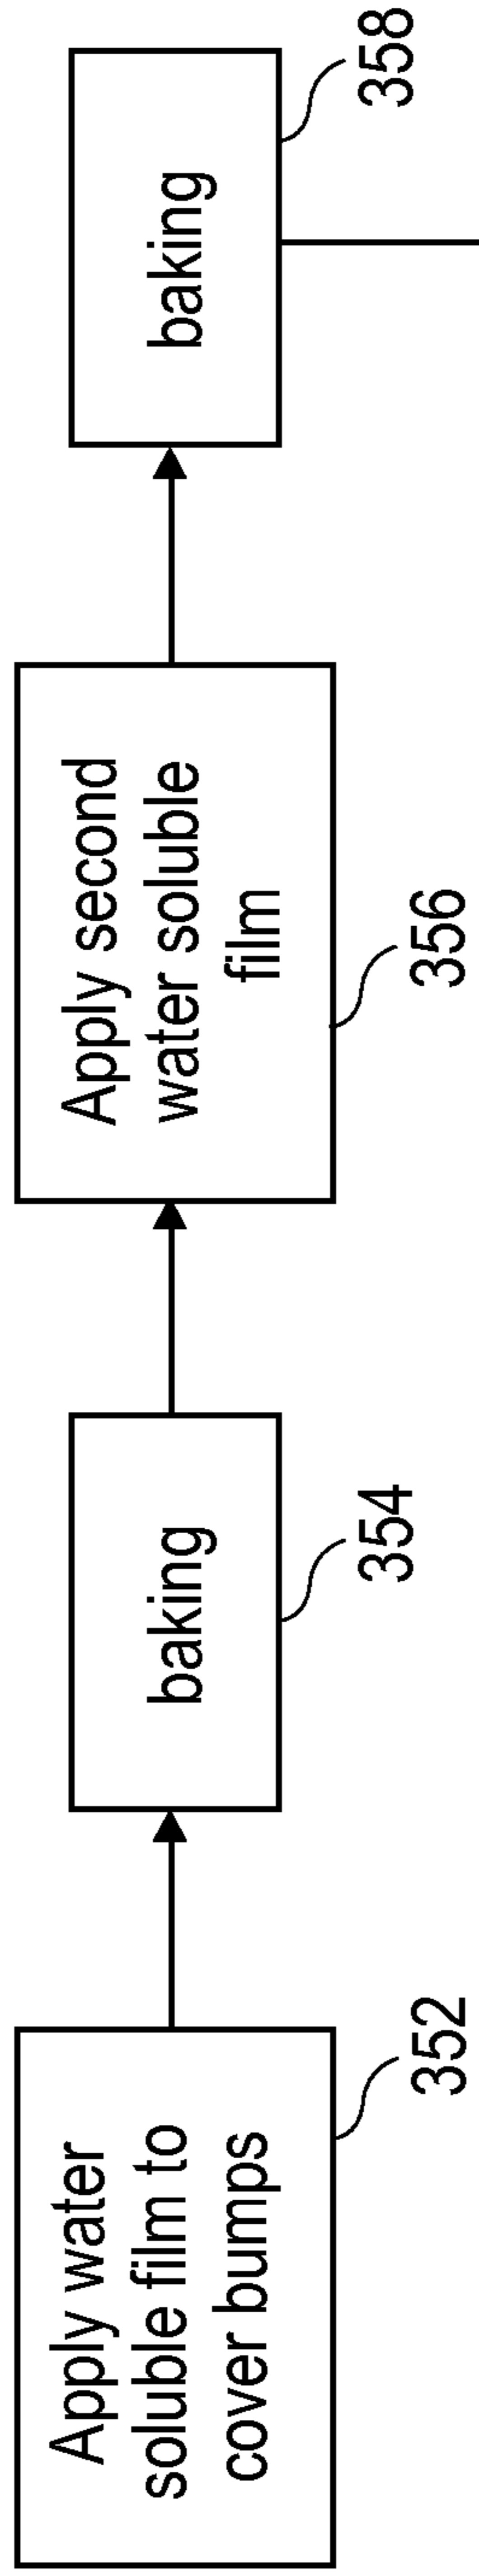 Apply water
soluble film to
cover bumps
352
baking
354
Apply second
water soluble
film
356
baking
358